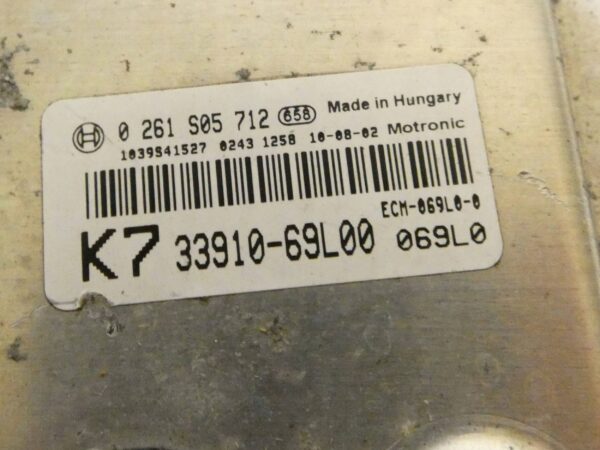 0 261 S05 712 658 Made in Hungary
1039S41527 0243 1258 10-08-02 Motronic
ECM-069L0-0
K7 33910-69L00 069L0